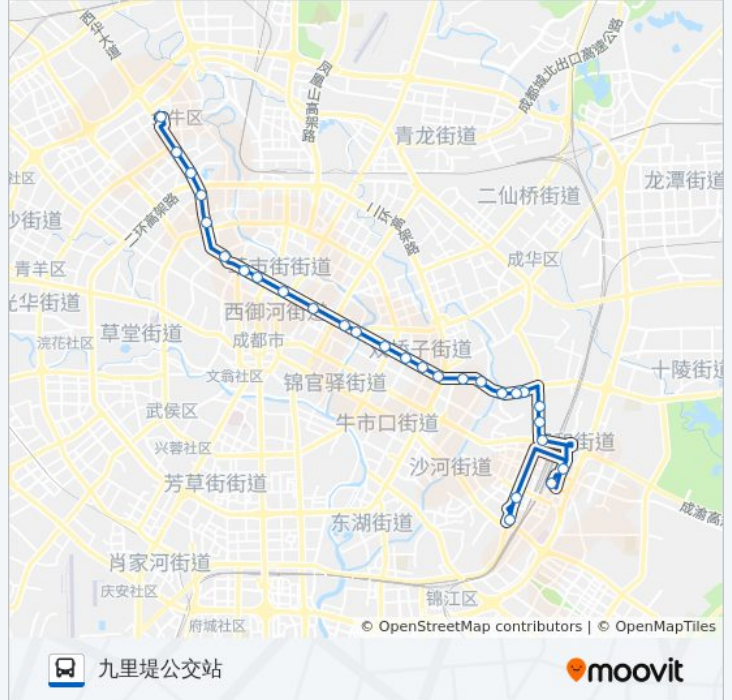 西华大道
凤凰山高架路
成都城北出口高速公路
牛区
青龙街道
社区
二仙桥街道
龙潭街道
沙街道
二环高架路
二环高架路
青羊区
市街街道
成华区
光华街道
西御河街道
草堂街道
浣花社区
成都市
双桥子街道
文翁社区
锦官驿街道
十陵街道
武侯区
牛市口街道
兴蓉社区
街道
沙河街道
芳草街街道
成渝高
东湖街道
肖家河街道
庆安社区
锦江区
府城社区
© OpenStreetMap contributors | © OpenMapTiles
九里堤公交站
moovit